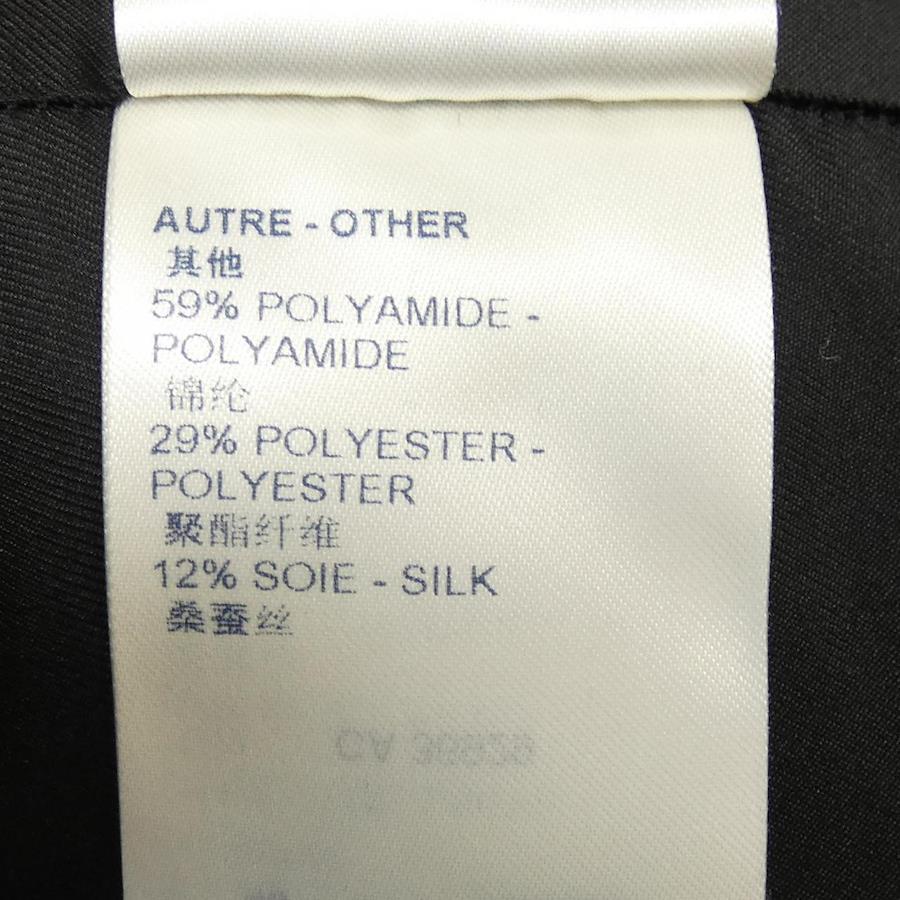 AUTRE - OTHER
其他
59% POLYAMIDE -
POLYAMIDE
锦纶
29% POLYESTER -
POLYESTER
聚酯纤维
12% SOIE - SILK
桑蚕丝